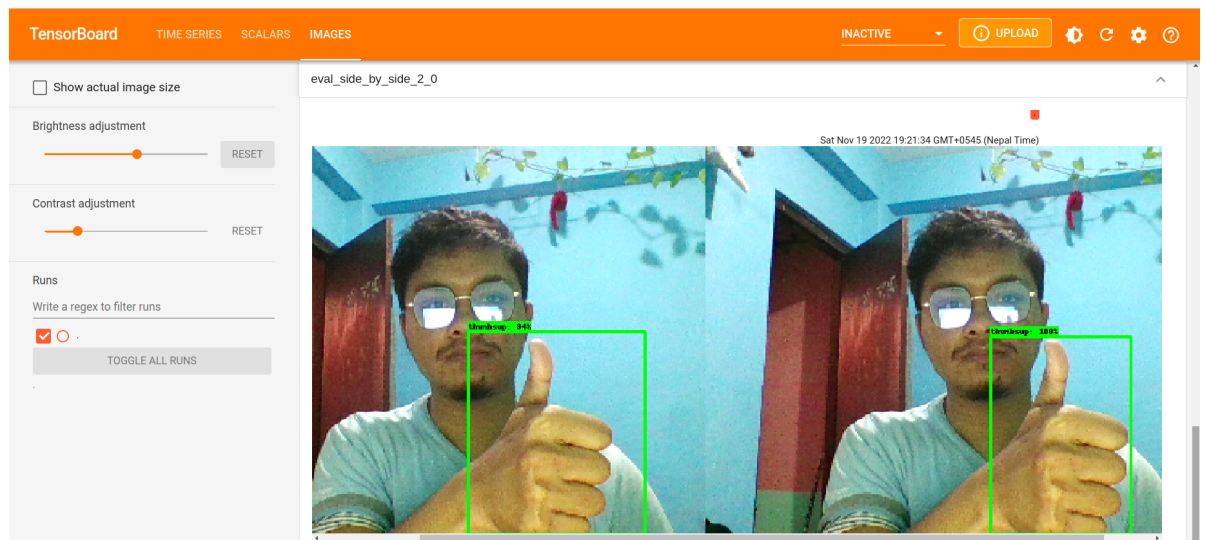 TensorBoard TIME SERIES SCALARS IMAGES INACTIVE UPLOAD
Show actual image size
Brightness adjustment
RESET
Contrast adjustment
RESET
Runs
Write a regex to filter runs
.
TOGGLE ALL RUNS
.
eval_side_by_side_2_0
Sat Nov 19 2022 19:21:34 GMT+0545 (Nepal Time)
thumbsup: 94%
thumbsup: 100%